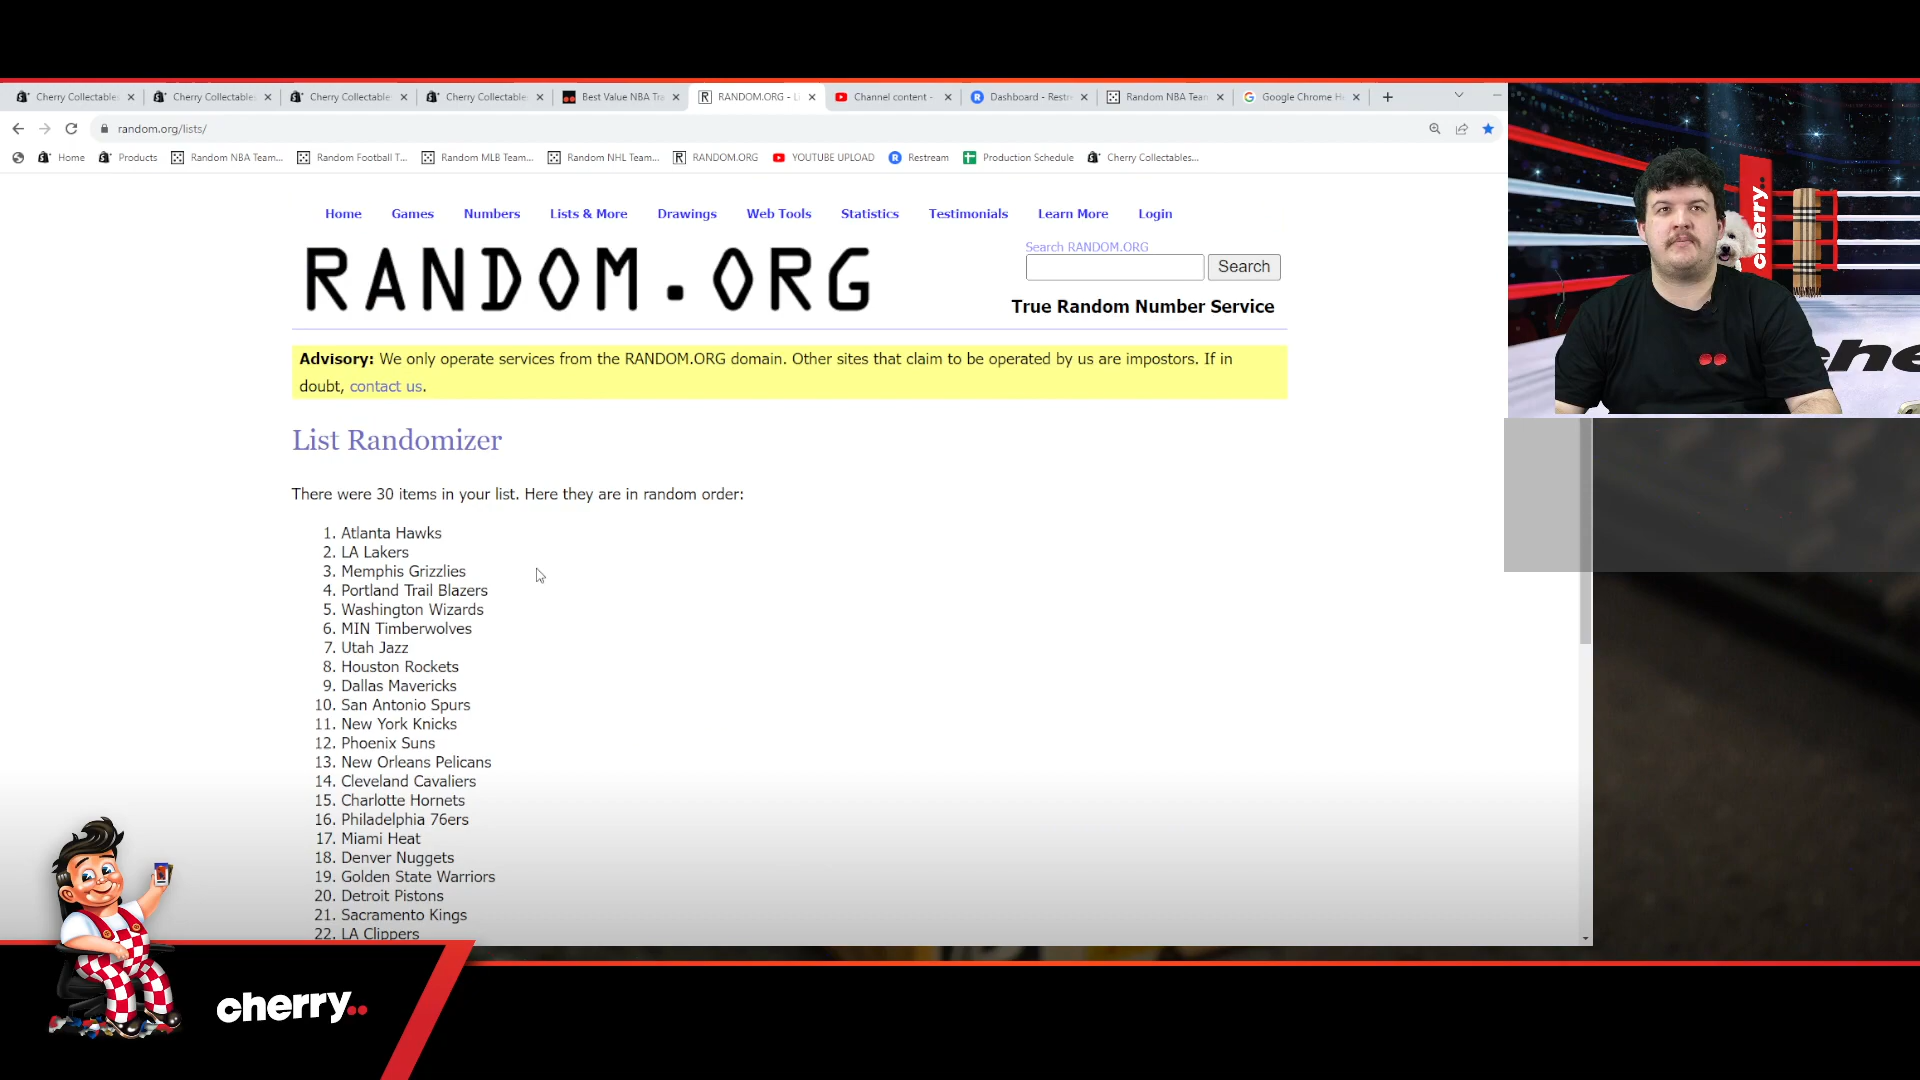 Cherry Collectables
Cherry Collectables
Cherry Collectable
Cherry Collectable
Best Value NBA Tra
RANDOM.ORG - Li
Channel content -
Dashboard - Restre
Random NBA Team
Google Chrome He
random.org/lists/
Home
Products
Random NBA Team...
Random Football T...
Random MLB Team...
Random NHL Team...
RANDOM.ORG
YOUTUBE UPLOAD
Restream
Production Schedule
Cherry Collectables...
Home Games Numbers Lists & More Drawings Web Tools Statistics Testimonials Learn More Login
RANDOM.ORG
Search RANDOM.ORG
Search
True Random Number Service
Advisory: We only operate services from the RANDOM.ORG domain. Other sites that claim to be operated by us are impostors. If in
doubt, contact us.
List Randomizer
There were 30 items in your list. Here they are in random order:
1. Atlanta Hawks
2. LA Lakers
3. Memphis Grizzlies
4. Portland Trail Blazers
5. Washington Wizards
6. MIN Timberwolves
7. Utah Jazz
8. Houston Rockets
9. Dallas Mavericks
10. San Antonio Spurs
11. New York Knicks
12. Phoenix Suns
13. New Orleans Pelicans
14. Cleveland Cavaliers
15. Charlotte Hornets
16. Philadelphia 76ers
17. Miami Heat
18. Denver Nuggets
19. Golden State Warriors
20. Detroit Pistons
21. Sacramento Kings
22. LA Clippers
cherry..
che
cherry..